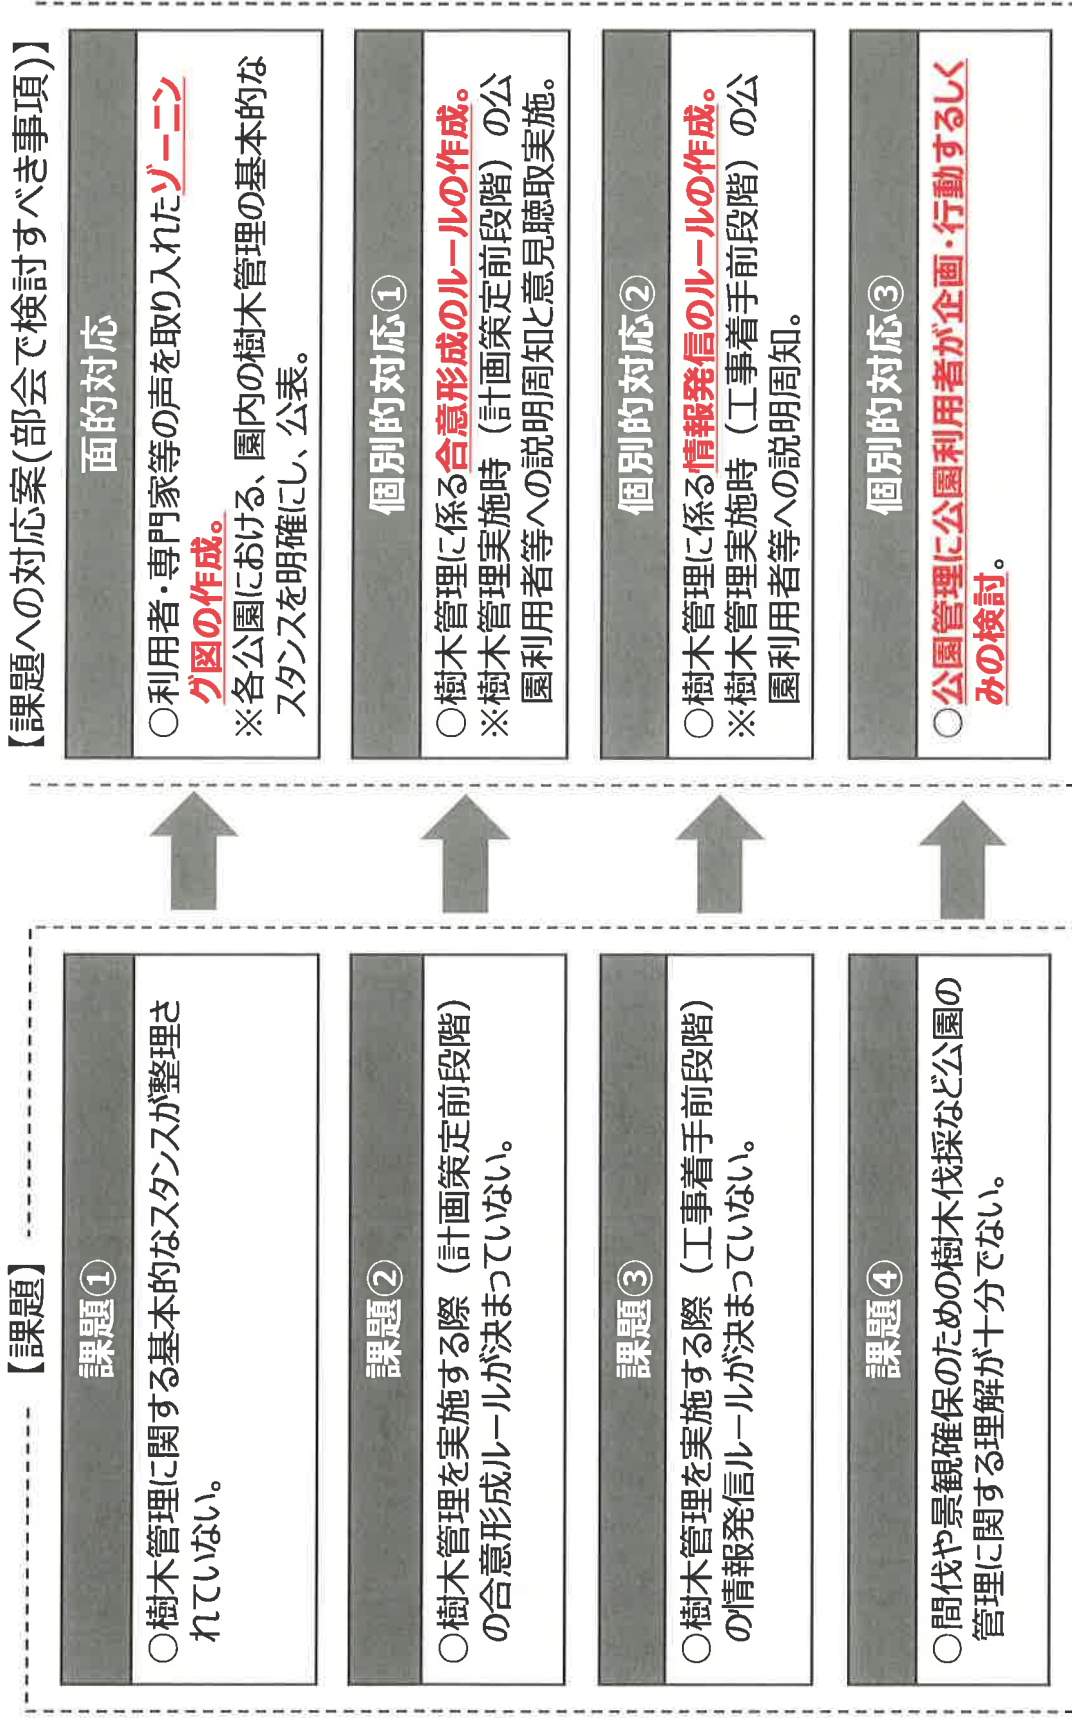 【課題】
課題①
○樹木管理に関する基本的なスタンスが整理さ
れていない。
課題②
○樹木管理を実施する際（計画策定前段階）
の合意形成ルールが決まっていない。
課題③
○樹木管理を実施する際（工事着手前段階）
の情報発信ルールが決まっていない。
課題④
○間伐や景観確保のための樹木伐採など公園の
管理に関する理解が十分でない。
【課題への対応案(部会で検討すべき事項)】
面的対応
○利用者・専門家等の声を取り入れたゾーニン
グ図の作成。
※各公園における、園内の樹木管理の基本的な
スタンスを明確にし、公表。
個別的対応①
○樹木管理に係る合意形成のルールの作成。
※樹木管理実施時（計画策定前段階）の公
園利用者等への説明周知と意見聴取実施。
個別的対応②
○樹木管理に係る情報発信のルールの作成。
※樹木管理実施時（工事着手前段階）の公
園利用者等への説明周知。
個別的対応③
○公園管理に公園利用者が企画・行動するしく
みの検討。